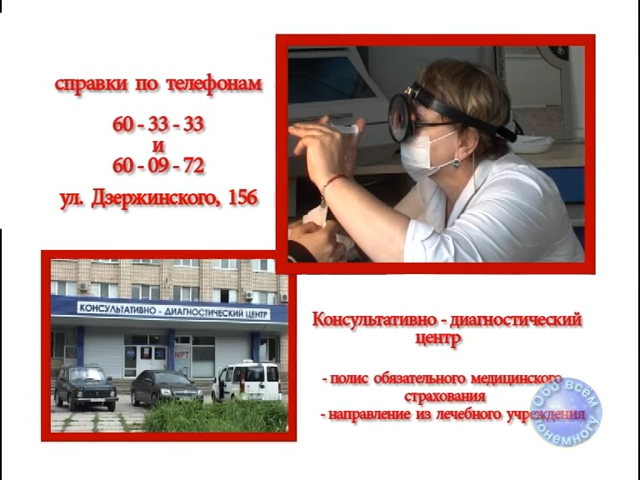 справки по телефонам
60 - 33 - 33
и
60 - 09 - 72
ул. Дзержинского, 156
КОНСУЛЬТАТИВНО - ДИАГНОСТИЧЕСКИЙ ЦЕНТР
МРТ
Консультативно - диагностический
центр
- полис обязательного медицинского
страхования
- направление из лечебного учреждения
Обо всём
понемногу